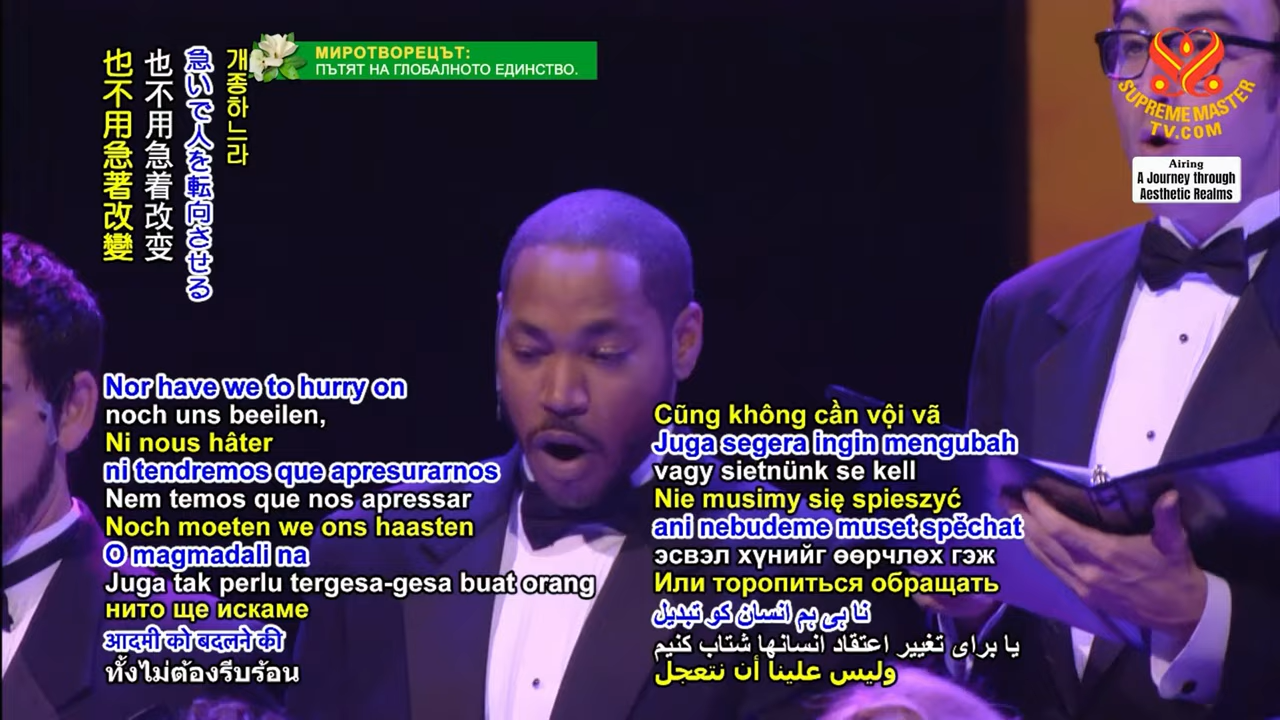 МИРОТВОРЕЦЪТ:
ПЪТЯТ НА ГЛОБАЛНОТО ЕДИНСТВО.
SUPREME MASTER
TV.COM
Airing
A Journey through
Aesthetic Realms
개종하느라
急いで人を転向させる
也不用急着改变
也不用急著改變
Nor have we to hurry on
noch uns beeilen,
Ni nous hâter
ni tendremos que apresurarnos
Nem temos que nos apressar
Noch moeten we ons haasten
O magmadali na
Juga tak perlu tergesa-gesa buat orang
нито ще искаме
आदमी को बदलने की
ทั้งไม่ต้องรีบร้อน
Cũng không cần vội vã
Juga segera ingin mengubah
vagy sietnünk se kell
Nie musimy się spieszyć
ani nebudeme muset spěchat
эсвэл хүнийг өөрчлөх гэж
Или торопиться обращать
نا ہی ہم انسان کو تبدیل
یا برای تغییر اعتقاد انسانها شتاب کنیم
وليس علينا أن نتعجل